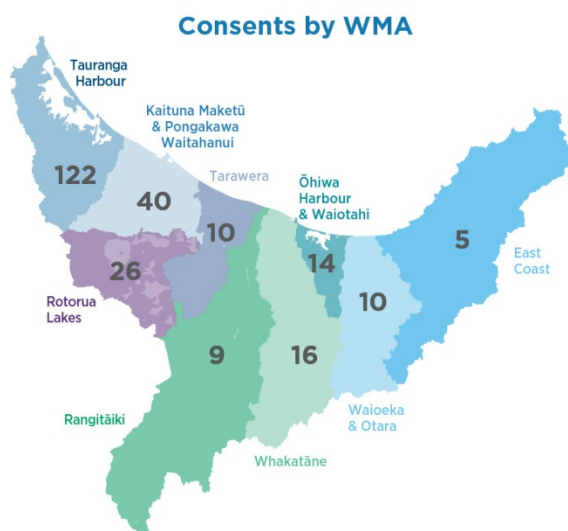 Consents by WMA
Tauranga
Harbour
Kaituna Maketū
& Pongakawa
Waitahanui
Tarawera
Ōhiwa
Harbour
& Waiotahi
122
40
10
26
14
10
5
East
Coast
Rotorua
Lakes
9
16
Rangitāiki
Waioeka
& Otara
Whakatāne